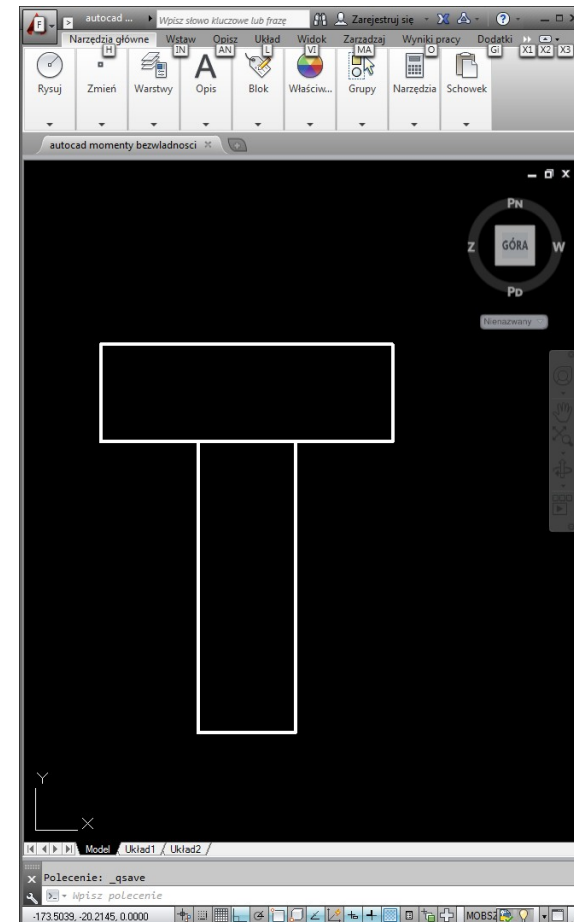 autocad ... Wpisz słowo kluczowe lub frazę Zarejestruj się
Narzędzia główne Wstaw Opisz Układ Widok Zarządzaj Wyniki pracy Dodatki
H IN AN L VI MA O Gi X1 X2 X3
Rysuj Zmień Warstwy Opis Blok Właściw... Grupy Narzędzia Schowek
autocad momenty bezwladnosci
PN
Z GÓRA W
PD
Nienazwany
Y
X
Model Układ1 Układ2
Polecenie: _qsave
Wpisz polecenie
-173.5039, -20.2145, 0.0000 MOBSZ